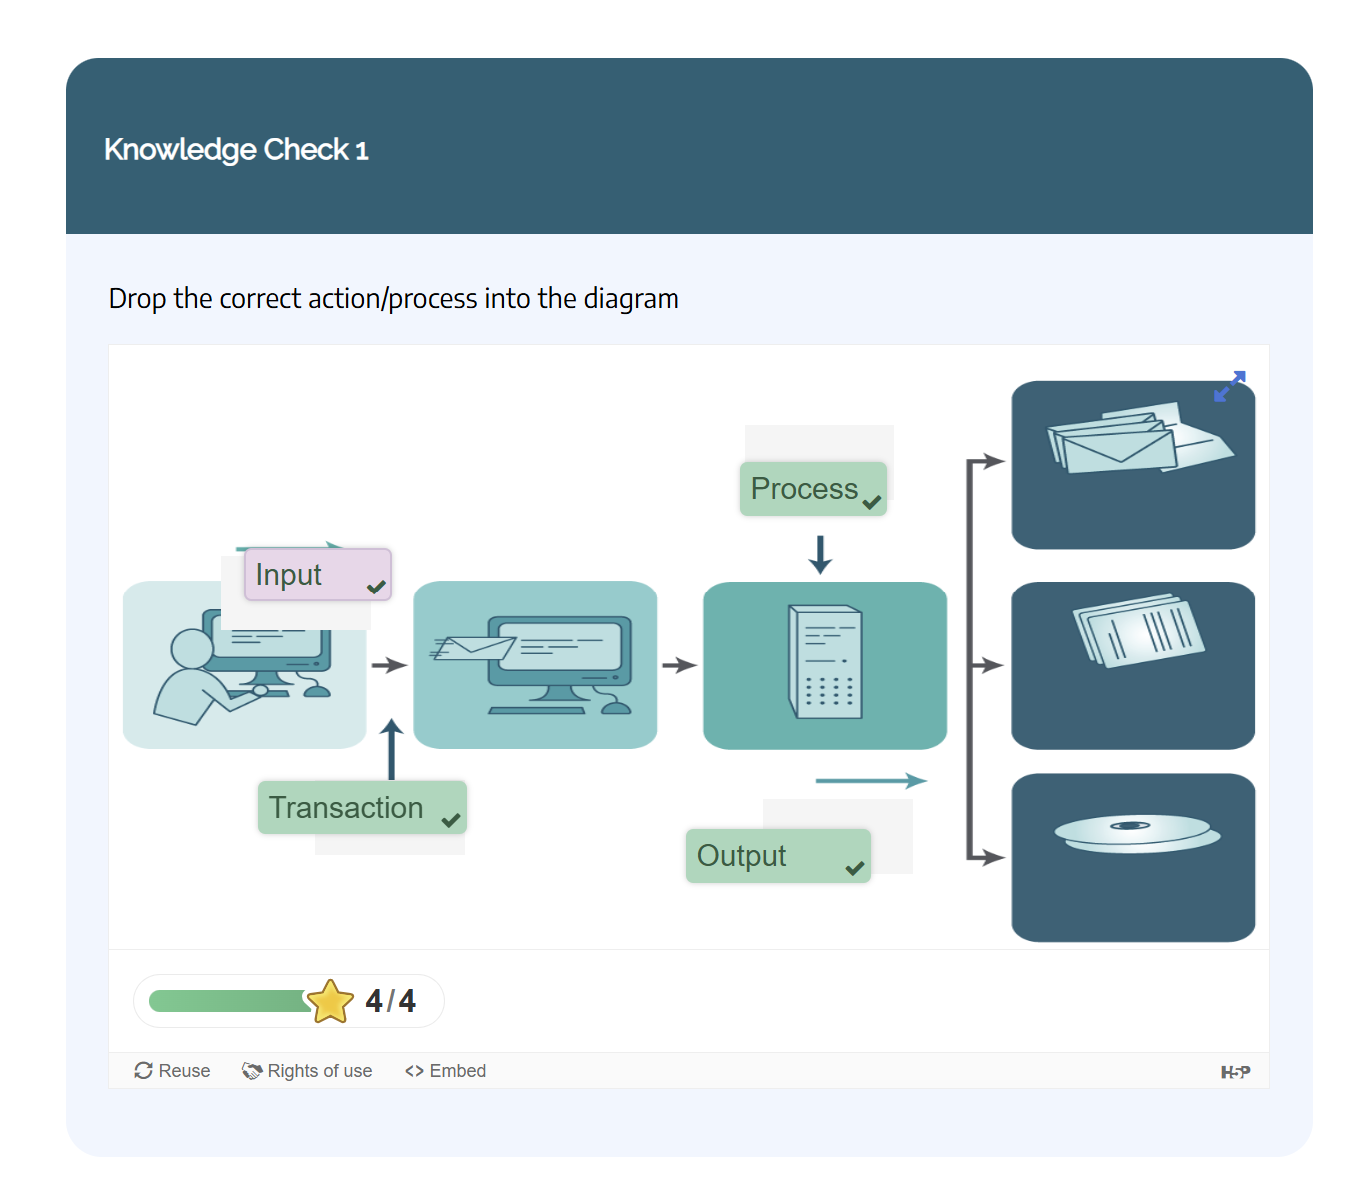 Knowledge Check 1
Drop the correct action/process into the diagram
Process
Input
Transaction
Output
4/4
Reuse
Rights of use
<> Embed
H5P